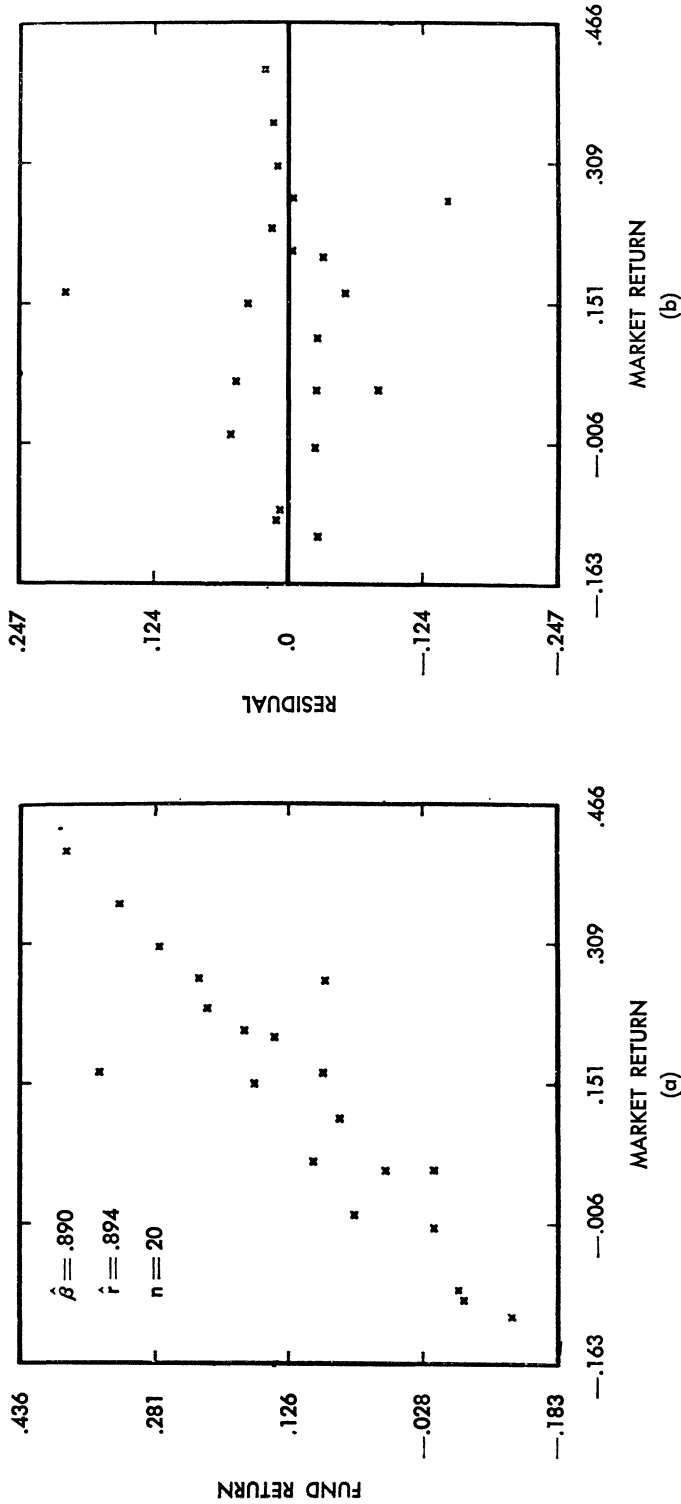 FUND RETURN
.436
.281
.126
—.028
—.183
β̂ = .890
r̂ = .894
n = 20
—.163
—.006
.151
.309
.466
MARKET RETURN
(a)
RESIDUAL
.247
.124
.0
—.124
—.247
—.163
—.006
.151
.309
.466
MARKET RETURN
(b)